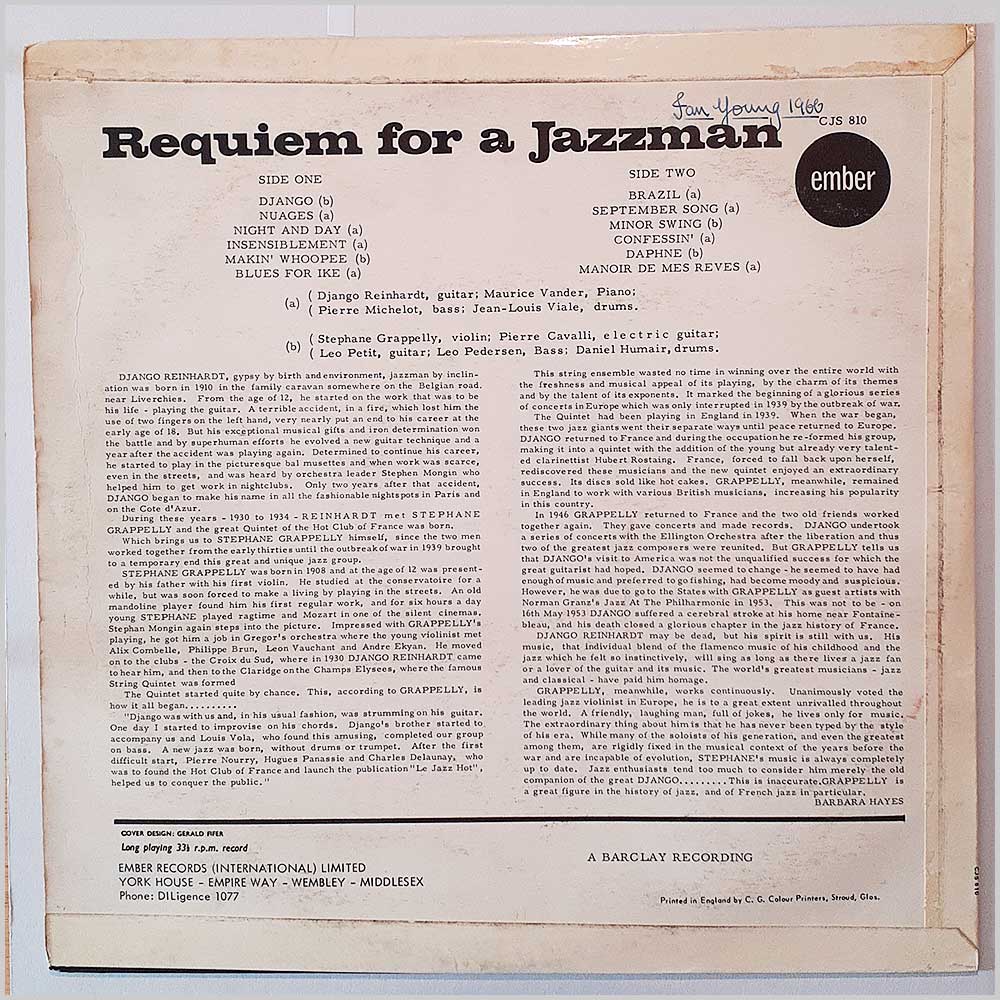 Ian Young 1966
CJS 810
Requiem for a Jazzman
ember
SIDE ONE
DJANGO (b)
NUAGES (a)
NIGHT AND DAY (a)
INSENSIBLEMENT (a)
MAKIN' WHOOPEE (b)
BLUES FOR IKE (a)
SIDE TWO
BRAZIL (a)
SEPTEMBER SONG (a)
MINOR SWING (b)
CONFESSIN' (a)
DAPHNE (b)
MANOIR DE MES REVES (a)
(a) ( Django Reinhardt, guitar; Maurice Vander, Piano;
( Pierre Michelot, bass; Jean-Louis Viale, drums.
(b) ( Stephane Grappelly, violin; Pierre Cavalli, electric guitar;
( Leo Petit, guitar; Leo Pedersen, Bass; Daniel Humair, drums.
DJANGO REINHARDT, gypsy by birth and environment, jazzman by inclin-
ation was born in 1910 in the family caravan somewhere on the Belgian road.
near Liverchies. From the age of 12, he started on the work that was to be
his life - playing the guitar. A terrible accident, in a fire, which lost him the
use of two fingers on the left hand, very nearly put an end to his career at the
early age of 18. But his exceptional musical gifts and iron determination won
the battle and by superhuman efforts he evolved a new guitar technique and a
year after the accident was playing again. Determined to continue his career,
he started to play in the picturesque bal musettes and when work was scarce,
even in the streets, and was heard by orchestra leader Stephen Mongin who
helped him to get work in nightclubs. Only two years after that accident,
DJANGO began to make his name in all the fashionable nightspots in Paris and
on the Cote d'Azur.
During these years - 1930 to 1934 - REINHARDT met STEPHANE
GRAPPELLY and the great Quintet of the Hot Club of France was born.
Which brings us to STEPHANE GRAPPELLY himself, since the two men
worked together from the early thirties until the outbreak of war in 1939 brought
to a temporary end this great and unique jazz group.
STEPHANE GRAPPELLY was born in 1908 and at the age of 12 was present-
ed by his father with his first violin. He studied at the conservatoire for a
while, but was soon forced to make a living by playing in the streets. An old
mandoline player found him his first regular work, and for six hours a day
young STEPHANE played ragtime and Mozart in one of the silent cinemas.
Stephan Mongin again steps into the picture. Impressed with GRAPPELLY's
playing, he got him a job in Gregor's orchestra where the young violinist met
Alix Combelle, Philippe Brun, Leon Vauchant and Andre Ekyan. He moved
on to the clubs - the Croix du Sud, where in 1930 DJANGO REINHARDT came
to hear him, and then to the Claridge on the Champs Elysees, where the famous
String Quintet was formed
The Quintet started quite by chance. This, according to GRAPPELLY, is
how it all began..........
"Django was with us and, in his usual fashion, was strumming on his guitar.
One day I started to improvise on his chords. Django's brother started to
accompany us and Louis Vola, who found this amusing, completed our group
on bass. A new jazz was born, without drums or trumpet. After the first
difficult start, Pierre Nourry, Hugues Panassie and Charles Delaunay, who
was to found the Hot Club of France and launch the publication "Le Jazz Hot",
helped us to conquer the public."
This string ensemble wasted no time in winning over the entire world with
the freshness and musical appeal of its playing, by the charm of its themes
and by the talent of its exponents. It marked the beginning of a glorious series
of concerts in Europe which was only interrupted in 1939 by the outbreak of war.
The Quintet had been playing in England in 1939. When the war began,
these two jazz giants went their separate ways until peace returned to Europe.
DJANGO returned to France and during the occupation he re-formed his group,
making it into a quintet with the addition of the young but already very talent-
ed clarinettist Hubert Rostaing. France, forced to fall back upon herself,
rediscovered these musicians and the new quintet enjoyed an extraordinary
success. Its discs sold like hot cakes. GRAPPELLY, meanwhile, remained
in England to work with various British musicians, increasing his popularity
in this country.
In 1946 GRAPPELLY returned to France and the two old friends worked
together again. They gave concerts and made records. DJANGO undertook
a series of concerts with the Ellington Orchestra after the liberation and thus
two of the greatest jazz composers were reunited. But GRAPPELLY tells us
that DJANGO's visit to America was not the unqualified success for which the
great guitarist had hoped. DJANGO seemed to change - he seemed to have had
enough of music and preferred to go fishing, had become moody and suspicious.
However, he was due to go to the States with GRAPPELLY as guest artists with
Norman Granz's Jazz At The Philharmonic in 1953. This was not to be - on
16th May 1953 DJANGO suffered a cerebral stroke at his home near Fontaine-
bleau, and his death closed a glorious chapter in the jazz history of France.
DJANGO REINHARDT may be dead, but his spirit is still with us. His
music, that individual blend of the flamenco music of his childhood and the
jazz which he felt so instinctively, will sing as long as there lives a jazz fan
or a lover of the guitar and its music. The world's greatest musicians - jazz
and classical - have paid him homage.
GRAPPELLY, meanwhile, works continuously. Unanimously voted the
leading jazz violinist in Europe, he is to a great extent unrivalled throughout
the world. A friendly, laughing man, full of jokes, he lives only for music.
The extraordinary thing about him is that he has never been typed by the style
of his era. While many of the soloists of his generation, and even the greatest
among them, are rigidly fixed in the musical context of the years before the
war and are incapable of evolution, STEPHANE's music is always completely
up to date. Jazz enthusiasts tend too much to consider him merely the old
companion of the great DJANGO........This is inaccurate.GRAPPELLY is
a great figure in the history of jazz, and of French jazz in particular.
BARBARA HAYES
COVER DESIGN: GERALD FIFER
Long playing 33⅓ r.p.m. record
EMBER RECORDS (INTERNATIONAL) LIMITED
YORK HOUSE - EMPIRE WAY - WEMBLEY - MIDDLESEX
Phone: DILigence 1077
A BARCLAY RECORDING
Printed in England by C. G. Colour Printers, Stroud, Glos.